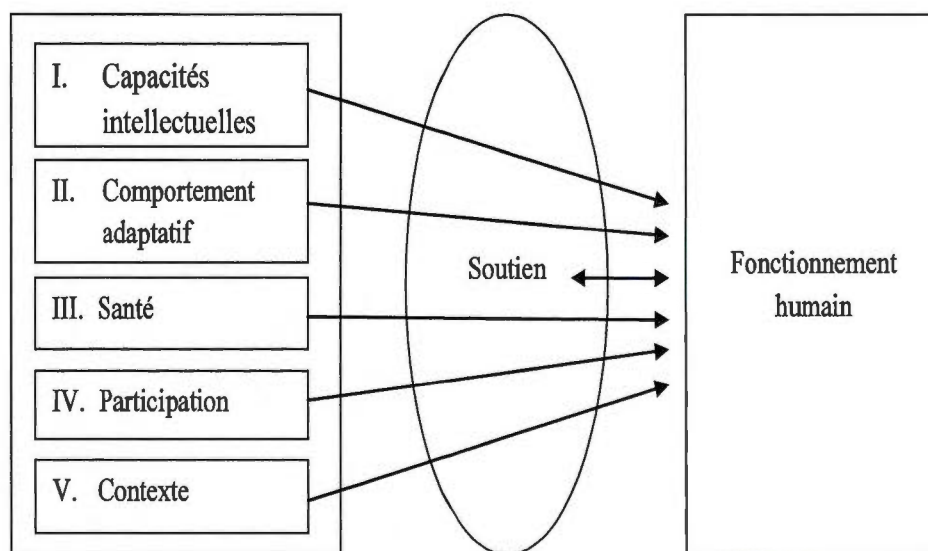 I. Capacités
intellectuelles
II. Comportement
adaptatif
III. Santé
IV. Participation
V. Contexte
Soutien
Fonctionnement
humain